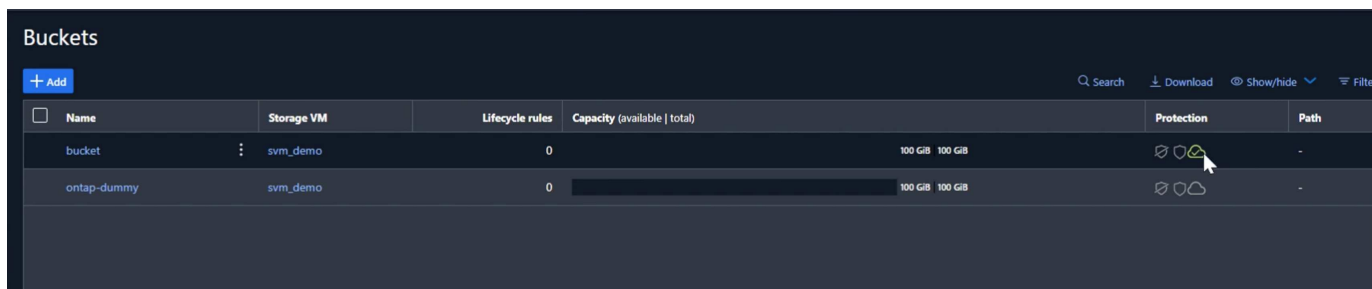 Buckets
+ Add
Search Download Show/hide Filte
Name Storage VM Lifecycle rules Capacity (available | total) Protection Path
bucket svm_demo 0 100 GiB 100 GiB -
ontap-dummy svm_demo 0 100 GiB 100 GiB -